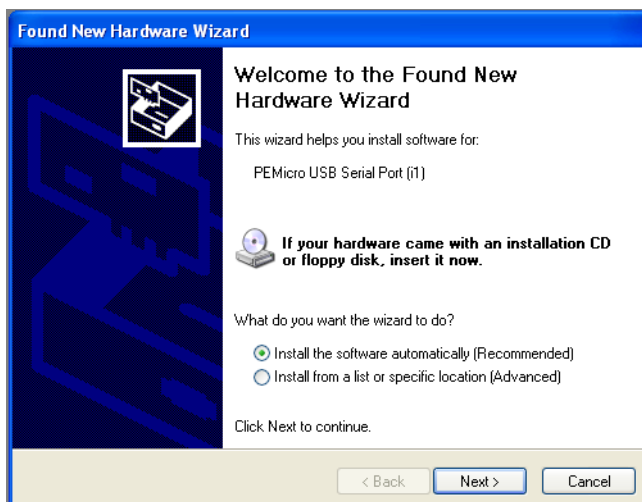 Found New Hardware Wizard
Welcome to the Found New
Hardware Wizard
This wizard helps you install software for:
PEMicro USB Serial Port (i1)
If your hardware came with an installation CD
or floppy disk, insert it now.
What do you want the wizard to do?
Install the software automatically (Recommended)
Install from a list or specific location (Advanced)
Click Next to continue.
< Back Next > Cancel